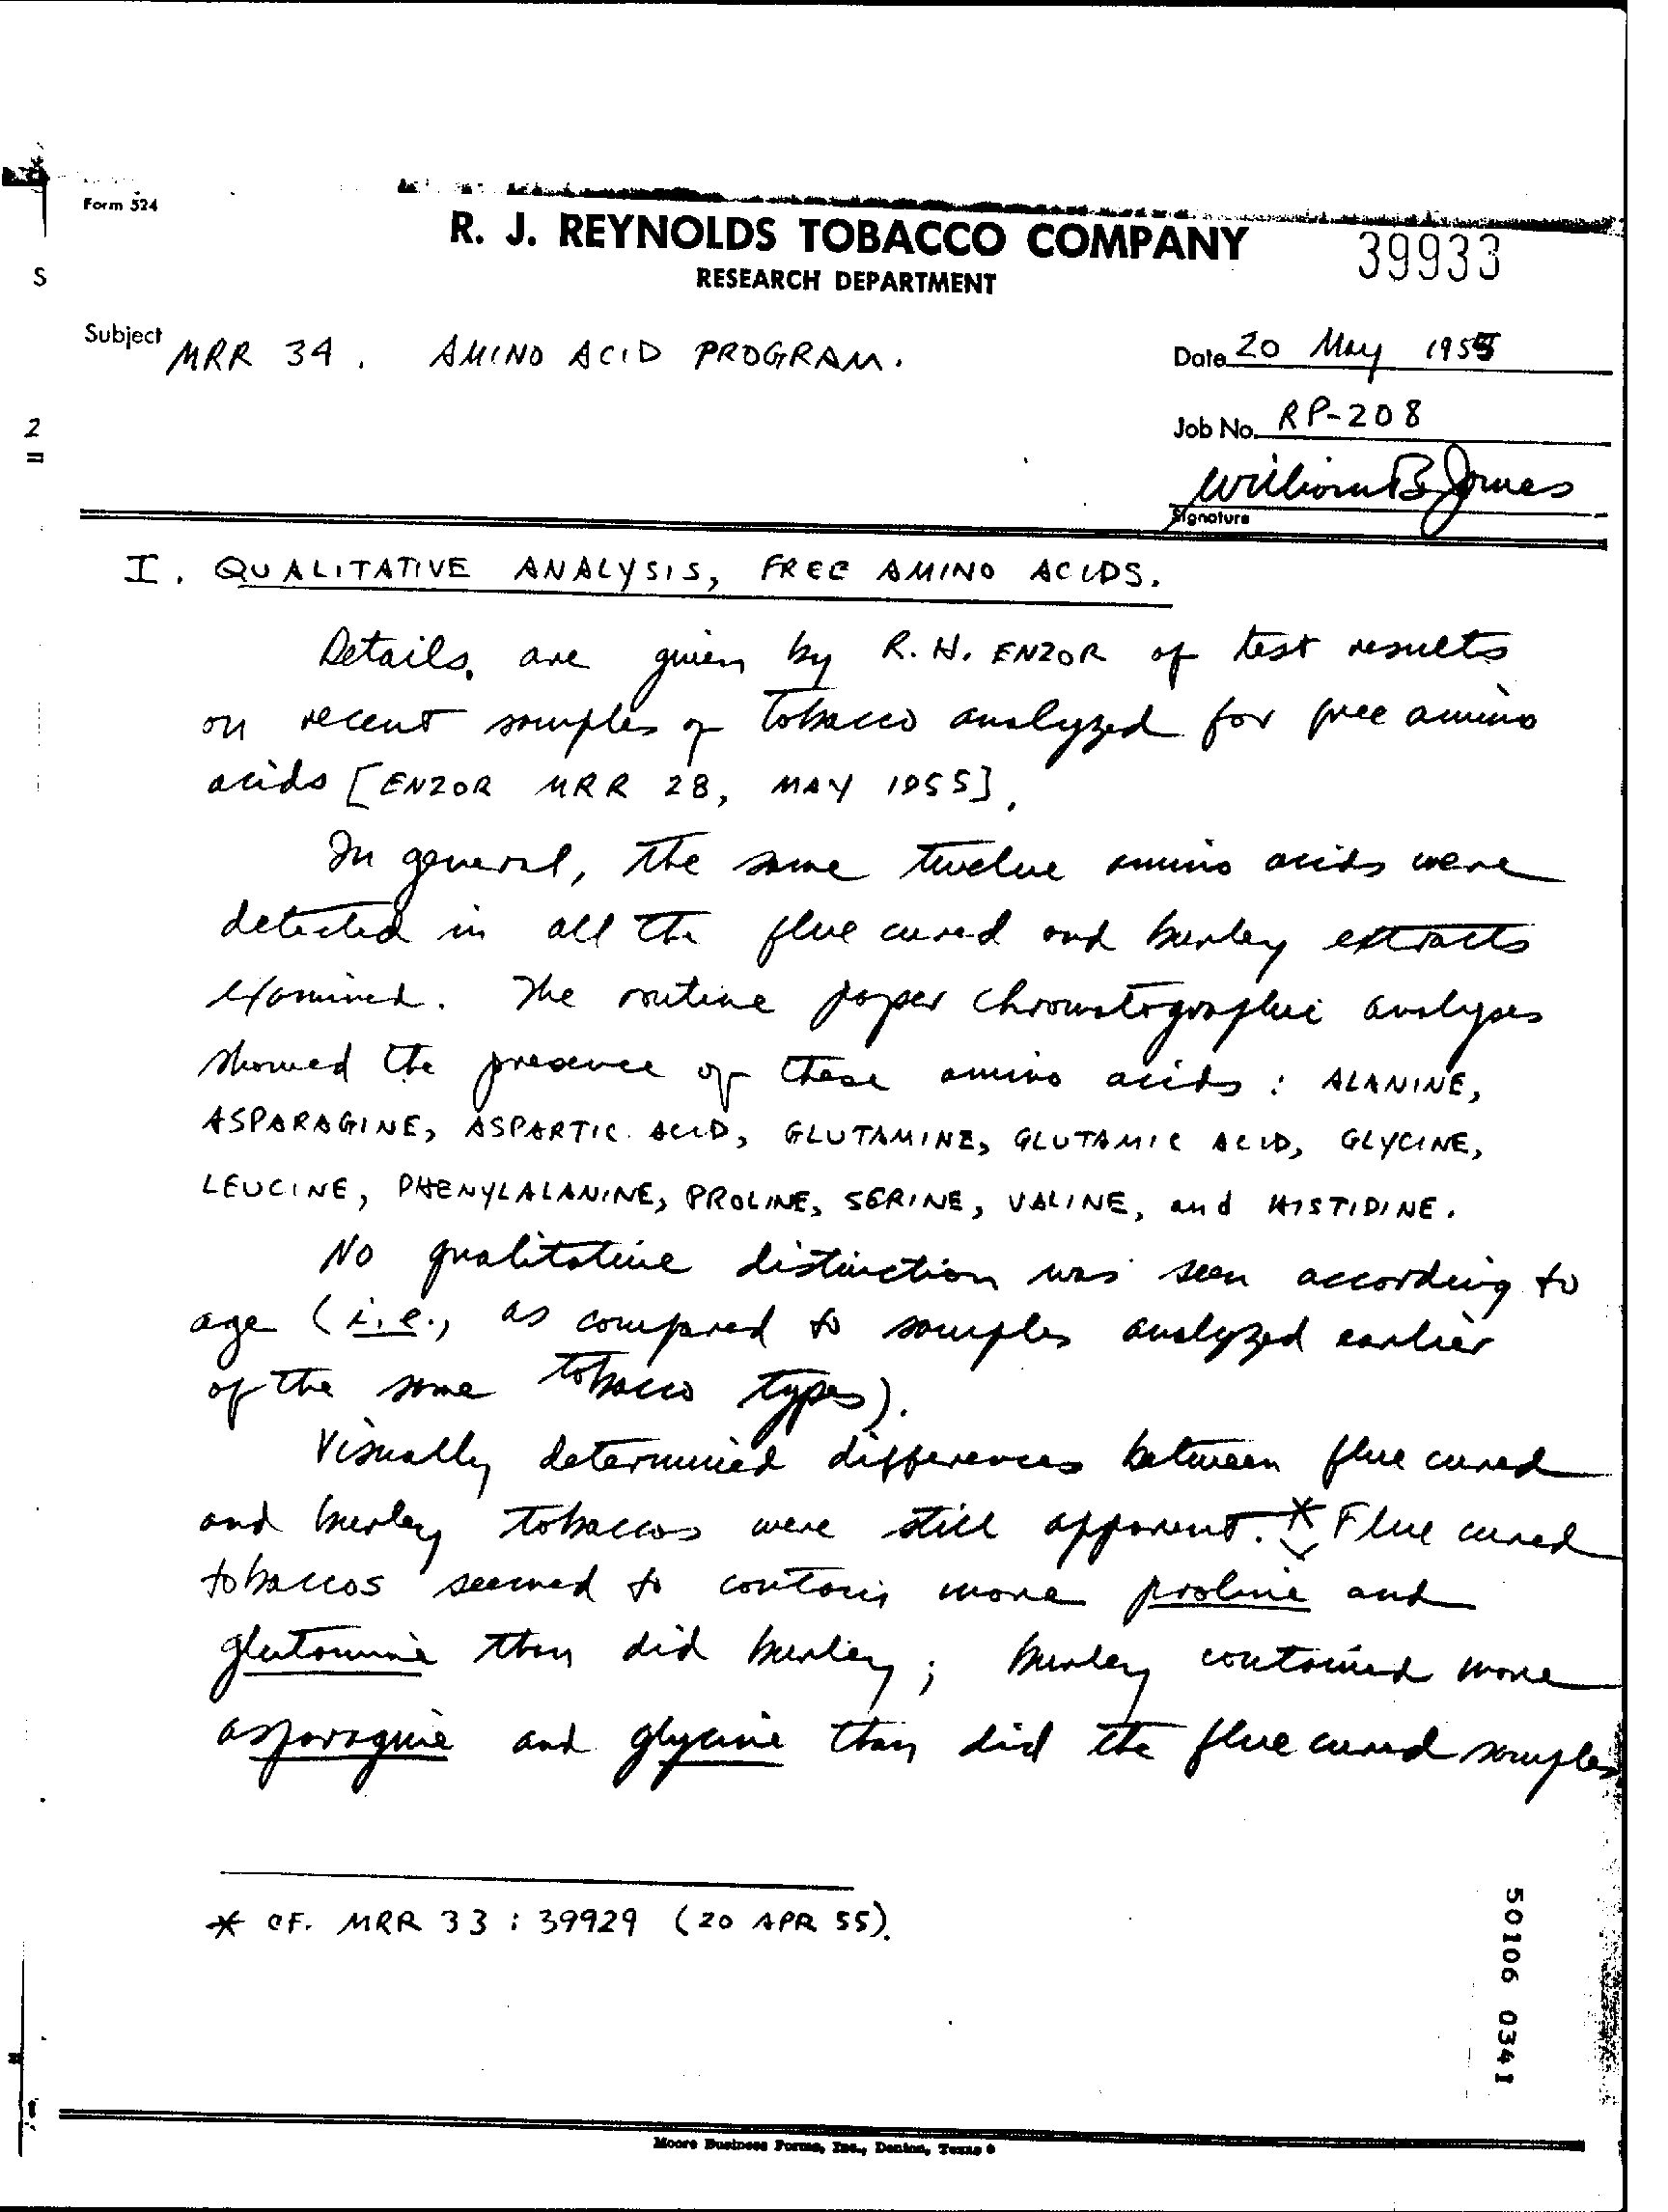 Form 524
R. J. REYNOLDS TOBACCO COMPANY
39933
RESEARCH DEPARTMENT
S
Subject MRR 34. AMINO ACID PROGRAM.
Date 20 May 1955
2
Job No. RP-208
William B. Jones
Signature
I. QUALITATIVE ANALYSIS, FREE AMINO ACIDS.
Details, are given by R. H. ENZOR of test results
on recent samples of tobacco analyzed for free amino
acids [ENZOR MRR 28, MAY 1955].
In general, the same twelve amino acids were
detected in all the flue cured and burley extracts
examined. The routine paper chromatographic analyses
showed the presence of these amino acids: ALANINE,
ASPARAGINE, ASPARTIC ACID, GLUTAMINE, GLUTAMIC ACID, GLYCINE,
LEUCINE, PHENYLALANINE, PROLINE, SERINE, VALINE, and HISTIDINE.
No qualitative distinction was seen according to
age (i.e., as compared to samples analyzed earlier
of the same tobacco types).
Visually determined differences between flue cured
and burley tobaccos were still apparent.* Flue cured
tobaccos seemed to contain more proline and
glutamine than did burley; burley contained more
asparagine and glycine than did the flue cured samples
* CF. MRR 33: 39929 (20 APR 55).
50106 0341
Moore Business Forms, Inc., Denton, Texas